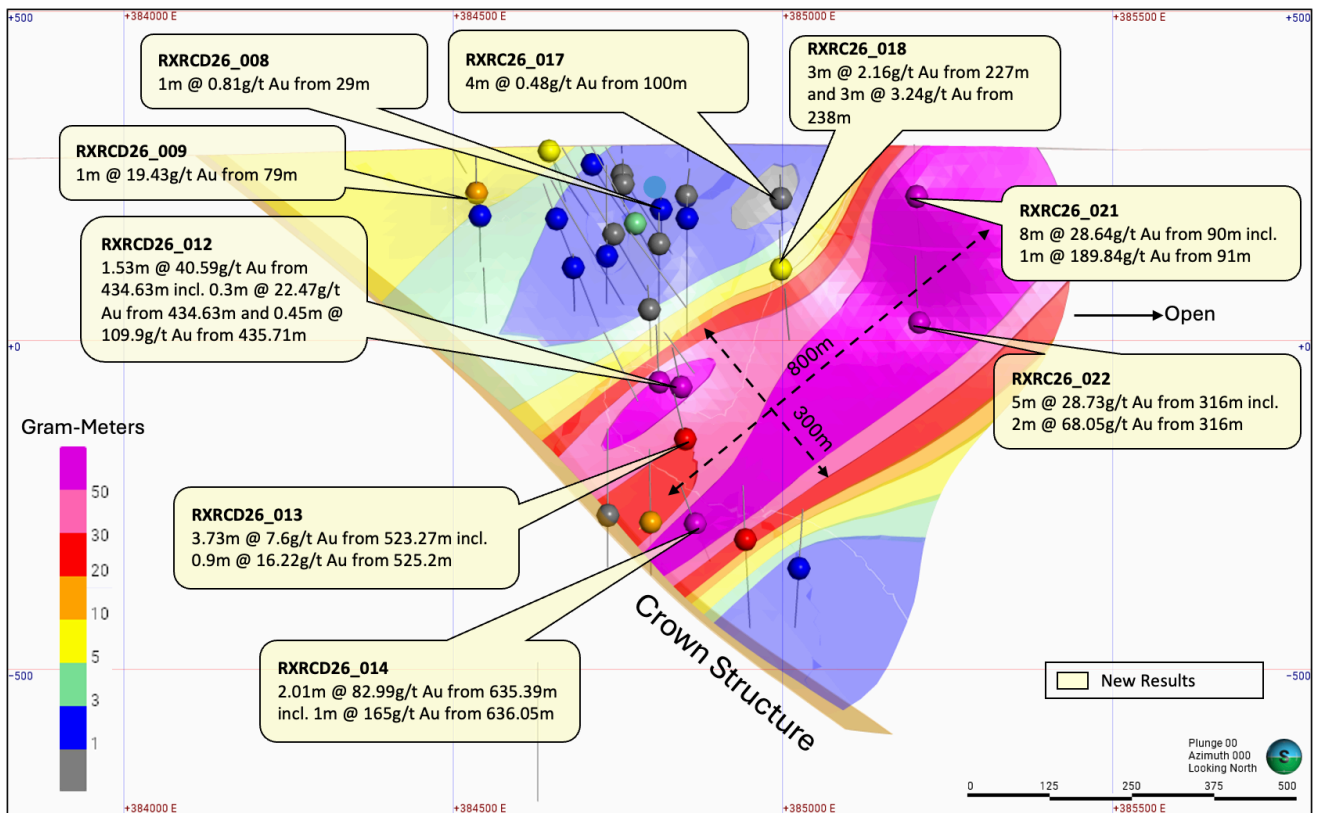 +500
+384000 E
+384500 E
+385000 E
+385500 E
+500
RXRCD26_008
1m @ 0.81g/t Au from 29m
RXRC26_017
4m @ 0.48g/t Au from 100m
RXRC26_018
3m @ 2.16g/t Au from 227m
and 3m @ 3.24g/t Au from
238m
RXRCD26_009
1m @ 19.43g/t Au from 79m
RXRCD26_012
1.53m @ 40.59g/t Au from
434.63m incl. 0.3m @ 22.47g/t
Au from 434.63m and 0.45m @
109.9g/t Au from 435.71m
RXRC26_021
8m @ 28.64g/t Au from 90m incl.
1m @ 189.84g/t Au from 91m
Open
+0
+0
800m
300m
RXRC26_022
5m @ 28.73g/t Au from 316m incl.
2m @ 68.05g/t Au from 316m
Gram-Meters
50
30
20
10
5
3
1
RXRCD26_013
3.73m @ 7.6g/t Au from 523.27m incl.
0.9m @ 16.22g/t Au from 525.2m
Crown Structure
RXRCD26_014
2.01m @ 82.99g/t Au from 635.39m
incl. 1m @ 165g/t Au from 636.05m
-500
-500
New Results
Plunge 00
Azimuth 000
Looking North
S
0
125
250
375
500
+384000 E
+384500 E
+385000 E
+385500 E